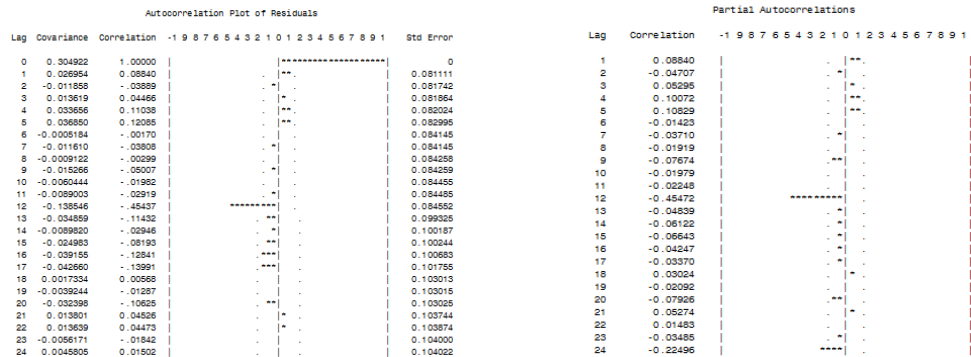 Autocorrelation Plot of Residuals
Lag Covariance Correlation -1 9 8 7 6 5 4 3 2 1 0 1 2 3 4 5 6 7 8 9 1 Std Error
0 0.304922 1.00000 | |********************| 0
1 0.026954 0.08840 | . |** . | 0.081111
2 -0.011858 -.03889 | . *| . | 0.081742
3 0.013619 0.04466 | . |* . | 0.081864
4 0.033656 0.11038 | . |** . | 0.082024
5 0.036850 0.12085 | . |** . | 0.082995
6 -0.0005184 -.00170 | . | . | 0.084145
7 -0.011610 -.03808 | . *| . | 0.084145
8 -0.0009122 -.00299 | . | . | 0.084258
9 -0.015266 -.05007 | . *| . | 0.084259
10 -0.0060444 -.01982 | . | . | 0.084455
11 -0.0089003 -.02919 | . *| . | 0.084485
12 -0.138546 -.45437 | *********| . | 0.084552
13 -0.034859 -.11432 | . **| . | 0.099325
14 -0.0089820 -.02946 | . *| . | 0.100187
15 -0.024983 -.08193 | . **| . | 0.100244
16 -0.039155 -.12841 | . ***| . | 0.100683
17 -0.042660 -.13991 | . ***| . | 0.101755
18 0.0017334 0.00568 | . | . | 0.103013
19 -0.0039244 -.01287 | . | . | 0.103015
20 -0.032398 -.10625 | . **| . | 0.103025
21 0.013801 0.04526 | . |* . | 0.103744
22 0.013639 0.04473 | . |* . | 0.103874
23 -0.0056171 -.01842 | . | . | 0.104000
24 0.0045805 0.01502 | . | . | 0.104022
Partial Autocorrelations
Lag Correlation -1 9 8 7 6 5 4 3 2 1 0 1 2 3 4 5 6 7 8 9 1
1 0.08840 | . |** . |
2 -0.04707 | . *| . |
3 0.05295 | . |* . |
4 0.10072 | . |** . |
5 0.10829 | . |** . |
6 -0.01423 | . | . |
7 -0.03710 | . *| . |
8 -0.01919 | . | . |
9 -0.07674 | . **| . |
10 -0.01979 | . | . |
11 -0.02248 | . | . |
12 -0.45472 | *********| . |
13 -0.04839 | . *| . |
14 -0.06122 | . *| . |
15 -0.06643 | . *| . |
16 -0.04247 | . *| . |
17 -0.03370 | . *| . |
18 0.03024 | . |* . |
19 -0.02092 | . | . |
20 -0.07926 | . **| . |
21 0.05274 | . |* . |
22 0.01483 | . | . |
23 -0.03485 | . *| . |
24 -0.22496 | ****| . |